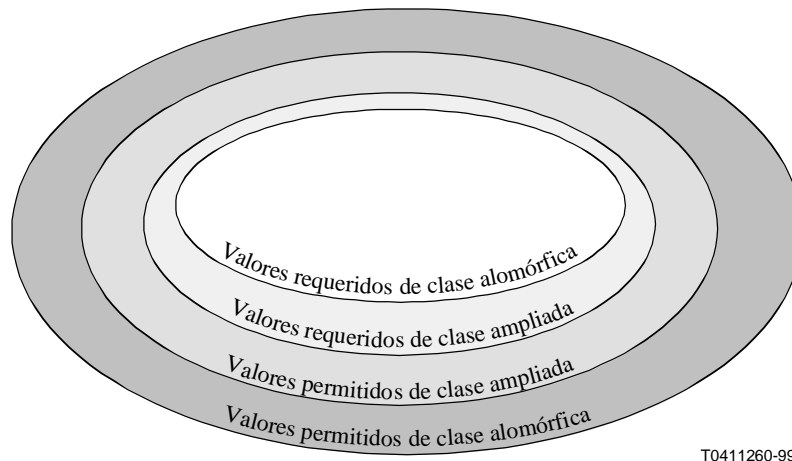 Valores requeridos de clase alomórfica
Valores requeridos de clase ampliada
Valores permitidos de clase ampliada
Valores permitidos de clase alomórfica
T0411260-99